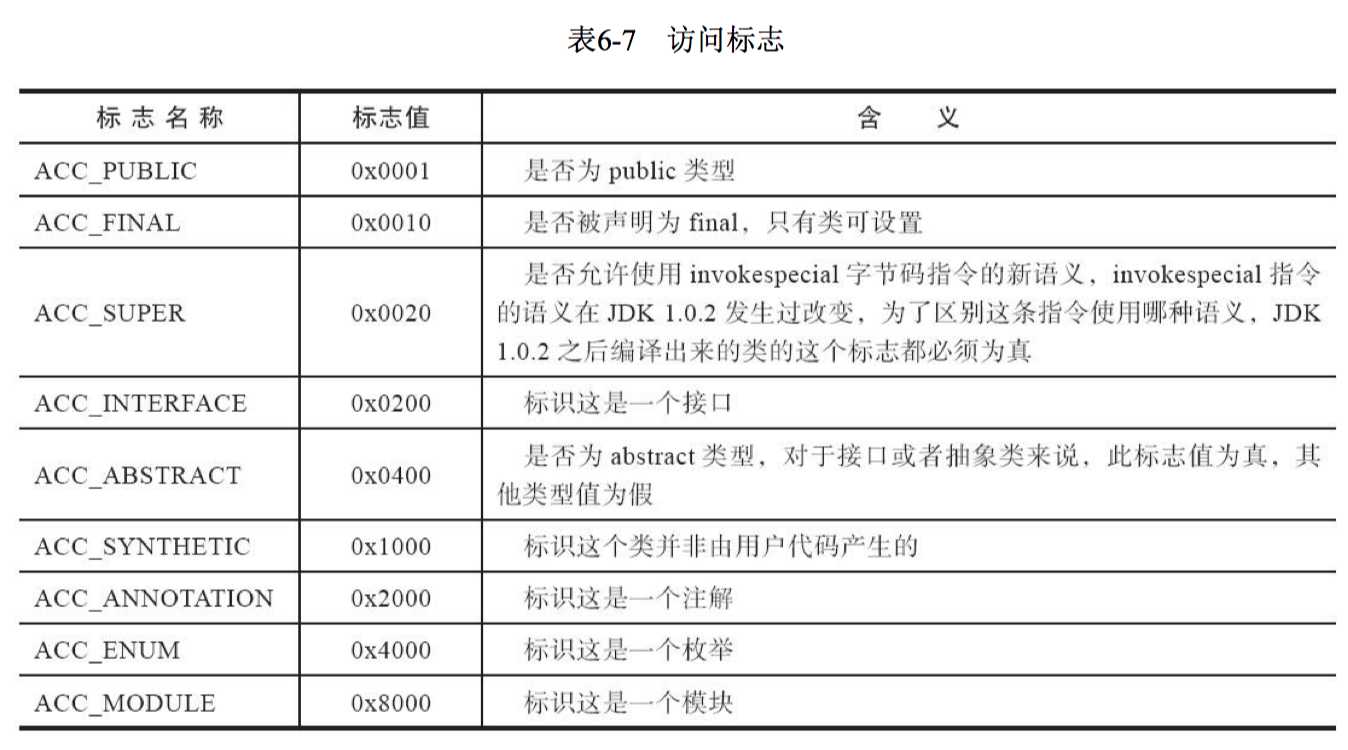 表6-7 访问标志
标志名称 标志值 含 义
ACC_PUBLIC 0x0001 是否为 public 类型
ACC_FINAL 0x0010 是否被声明为 final，只有类可设置
是否允许使用 invokespecial 字节码指令的新语义，invokespecial 指令
ACC_SUPER 0x0020 的语义在 JDK 1.0.2 发生过改变，为了区别这条指令使用哪种语义，JDK
1.0.2 之后编译出来的类的这个标志都必须为真
ACC_INTERFACE 0x0200 标识这是一个接口
ACC_ABSTRACT 0x0400 是否为 abstract 类型，对于接口或者抽象类来说，此标志值为真，其
他类型值为假
ACC_SYNTHETIC 0x1000 标识这个类并非由用户代码产生的
ACC_ANNOTATION 0x2000 标识这是一个注解
ACC_ENUM 0x4000 标识这是一个枚举
ACC_MODULE 0x8000 标识这是一个模块